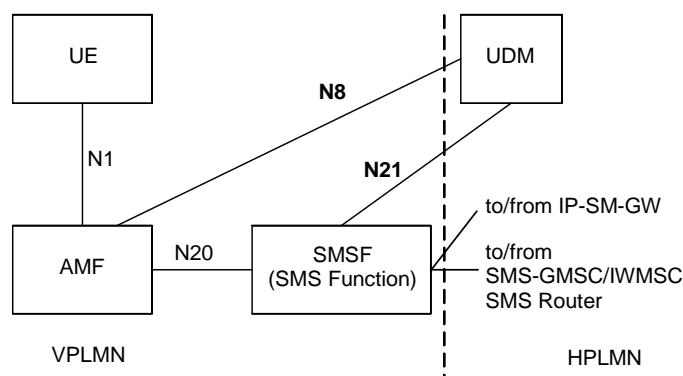 UE
UDM
N8
N1
N21
to/from IP-SM-GW
AMF
N20
SMSF
(SMS Function)
to/from
SMS-GMSC/IWMSC
SMS Router
VPLMN
HPLMN